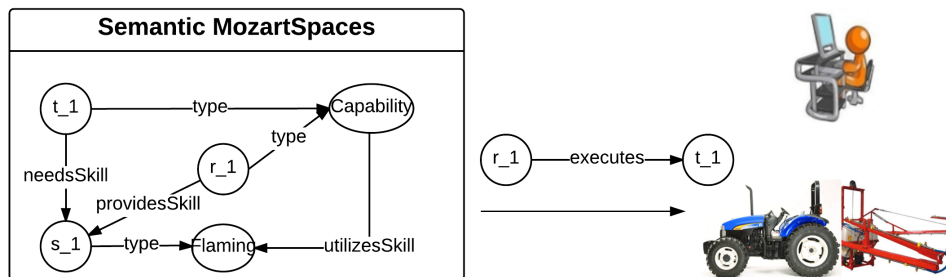 Semantic MozartSpaces
t_1
type
Capability
type
r_1
needsSkill
providesSkill
s_1
type
Flaming
utilizesSkill
r_1
executes
t_1